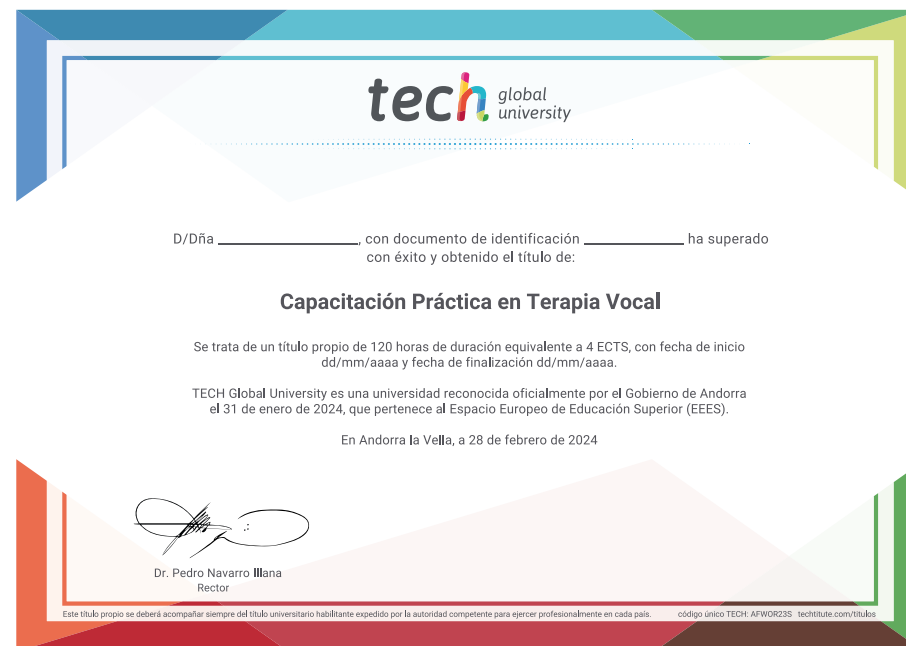 tech global university
D/Dña ____________________, con documento de identificación ______________ ha superado
con éxito y obtenido el título de:
Capacitación Práctica en Terapia Vocal
Se trata de un título propio de 120 horas de duración equivalente a 4 ECTS, con fecha de inicio
dd/mm/aaaa y fecha de finalización dd/mm/aaaa.
TECH Global University es una universidad reconocida oficialmente por el Gobierno de Andorra
el 31 de enero de 2024, que pertenece al Espacio Europeo de Educación Superior (EEES).
En Andorra la Vella, a 28 de febrero de 2024
Dr. Pedro Navarro Illana
Rector
Este título propio se deberá acompañar siempre del título universitario habilitante expedido por la autoridad competente para ejercer profesionalmente en cada país. código único TECH: AFWOR23S techtitute.com/titulos